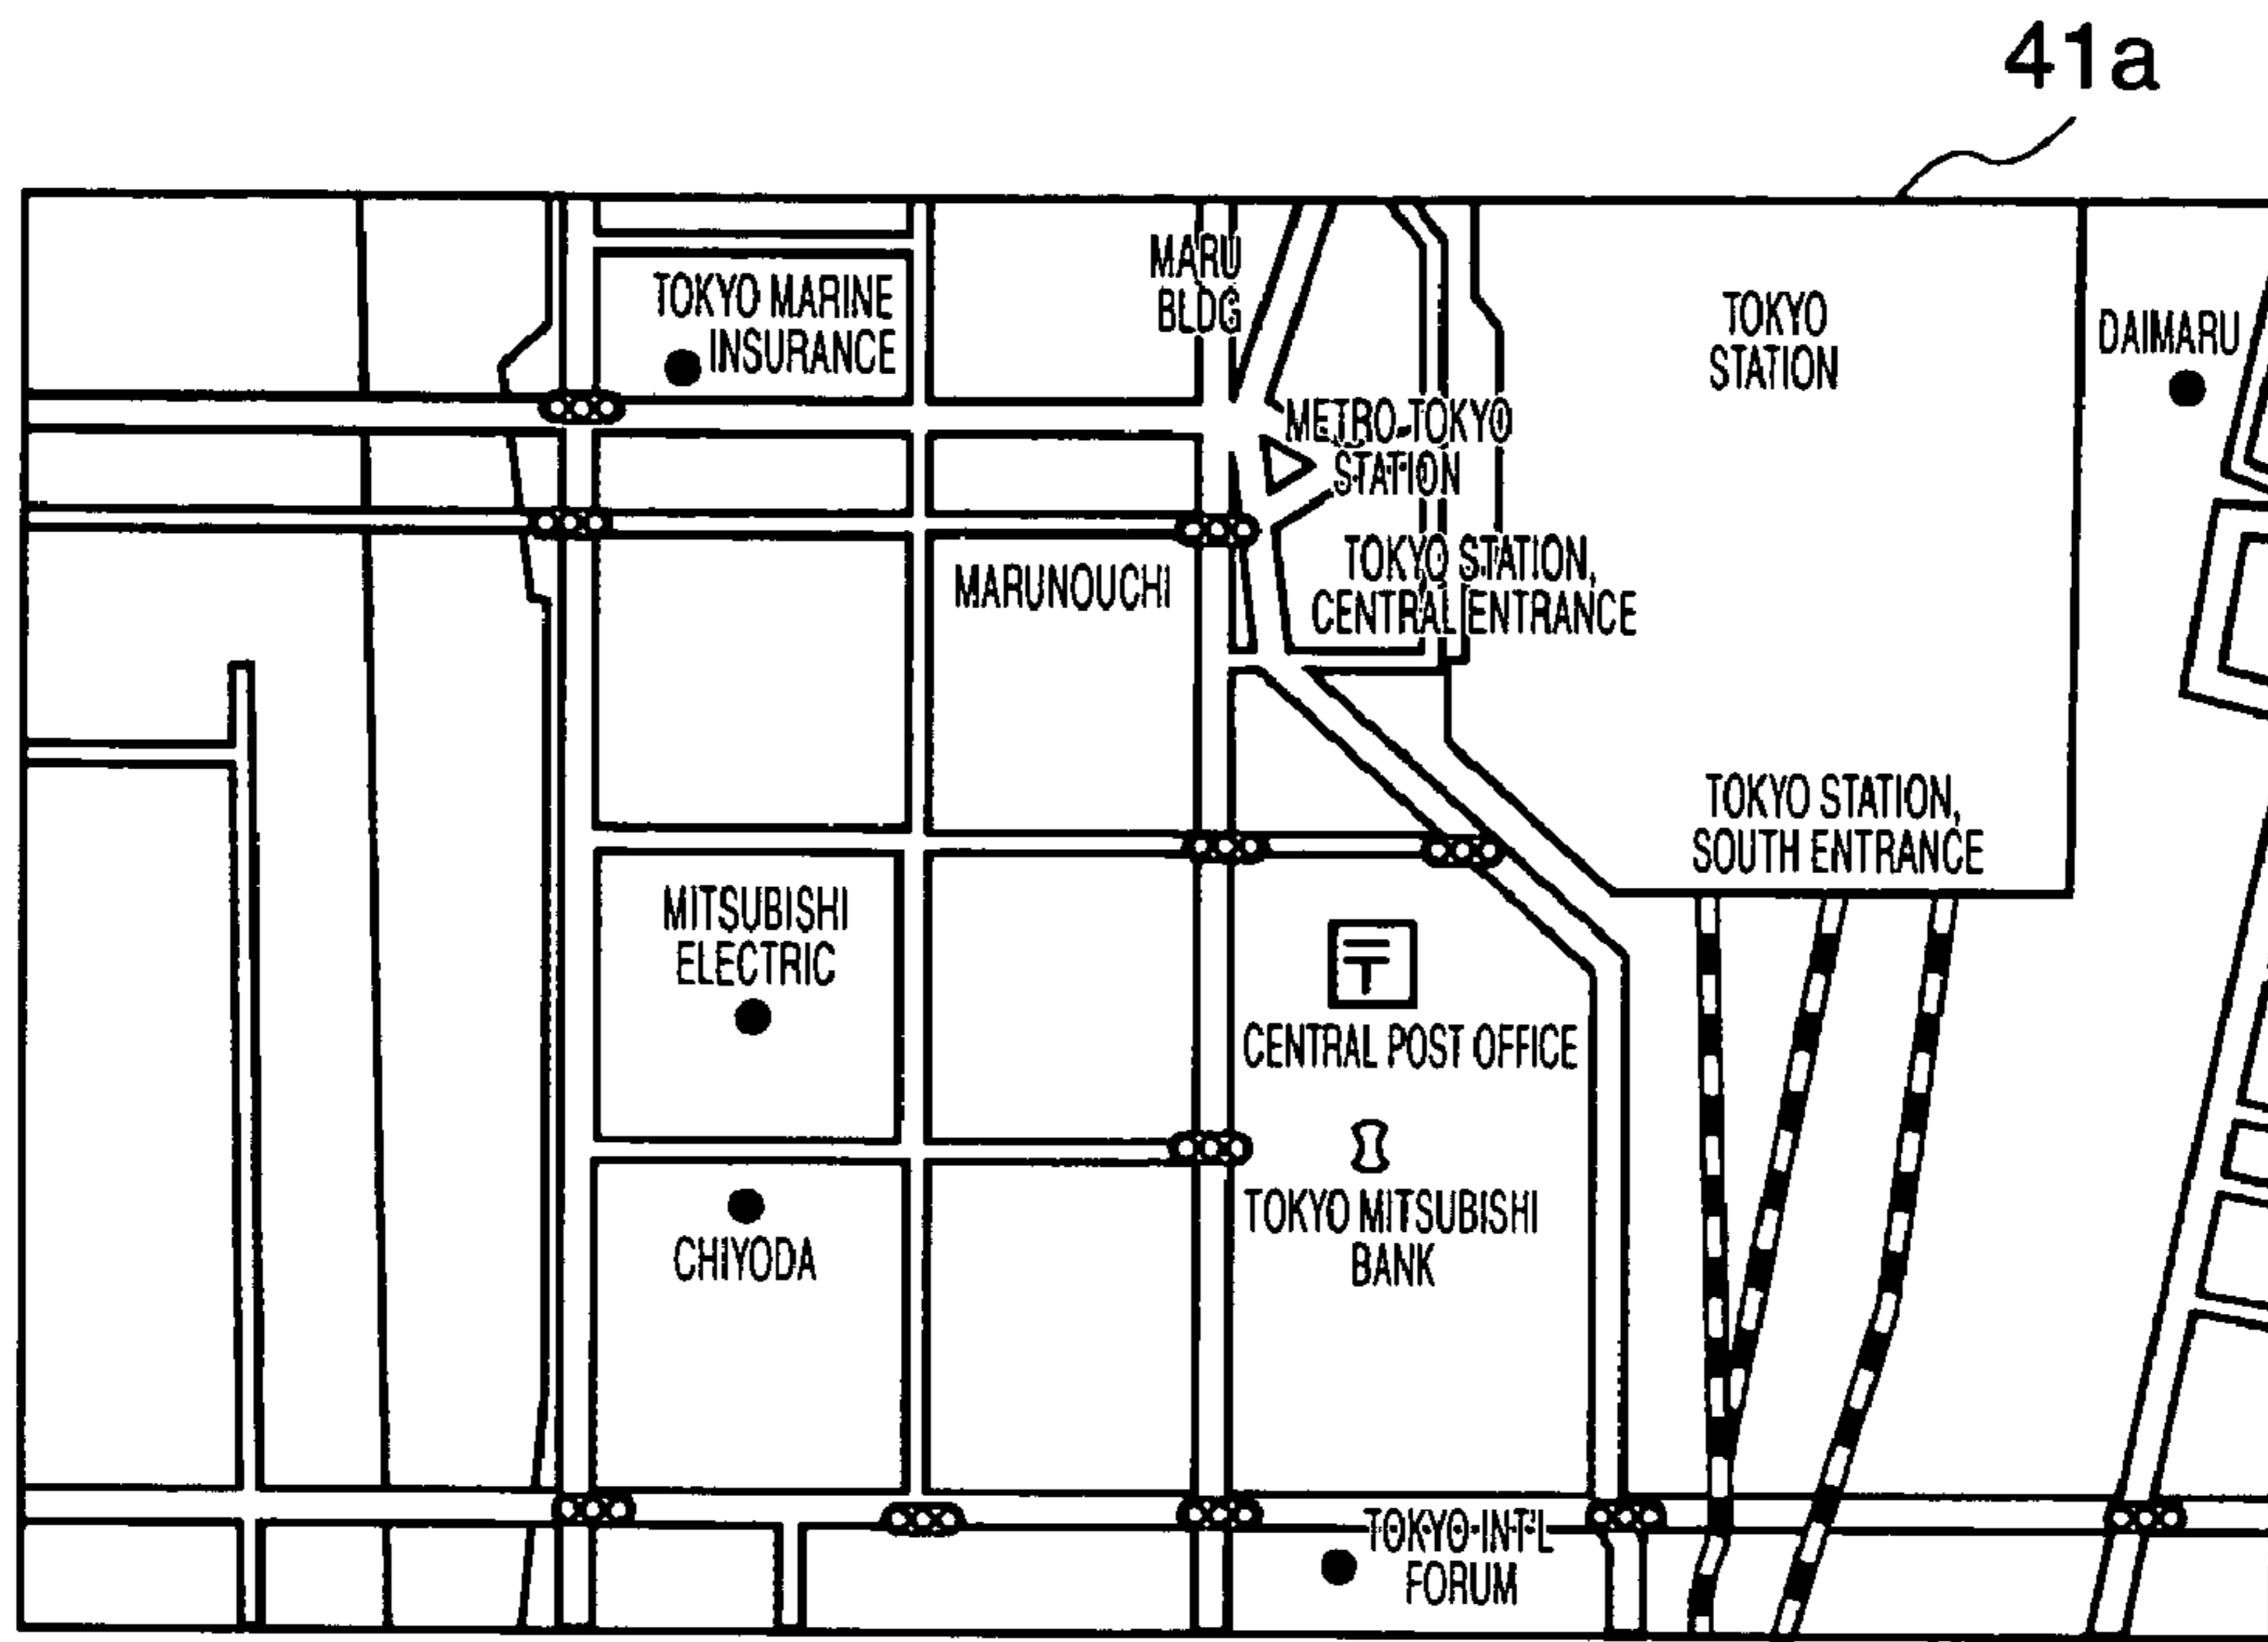 41a
MARU
BLDG
TOKYO MARINE
INSURANCE
TOKYO
STATION
DAIMARU
METRO-TOKYO
STATION
TOKYO STATION,
CENTRAL ENTRANCE
MARUNOUCHI
TOKYO STATION,
SOUTH ENTRANCE
MITSUBISHI
ELECTRIC
〒
CENTRAL POST OFFICE
TOKYO MITSUBISHI
BANK
CHIYODA
TOKYO INT'L
FORUM